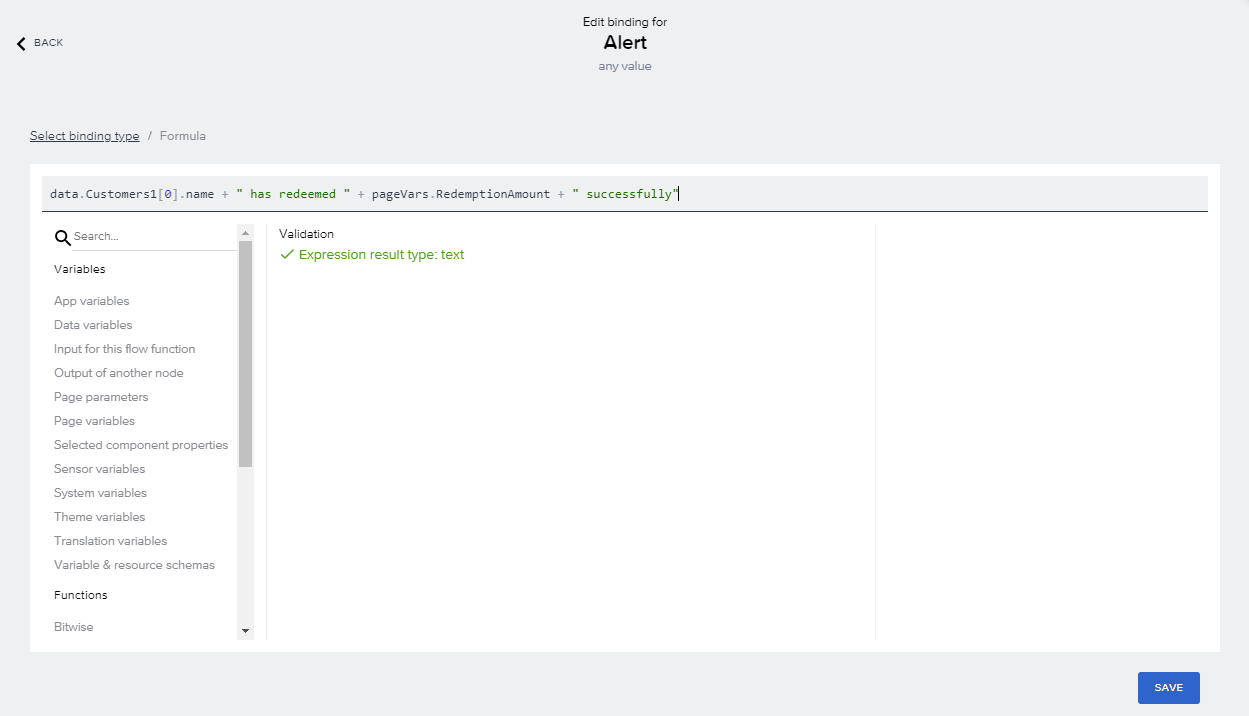 Edit binding for
BACK
Alert
any value
Select binding type / Formula
data.Customers1[0].name + " has redeemed " + pageVars.RedemptionAmount + " successfully"
Search...
Validation
Expression result type: text
Variables
App variables
Data variables
Input for this flow function
Output of another node
Page parameters
Page variables
Selected component properties
Sensor variables
System variables
Theme variables
Translation variables
Variable & resource schemas
Functions
Bitwise
SAVE